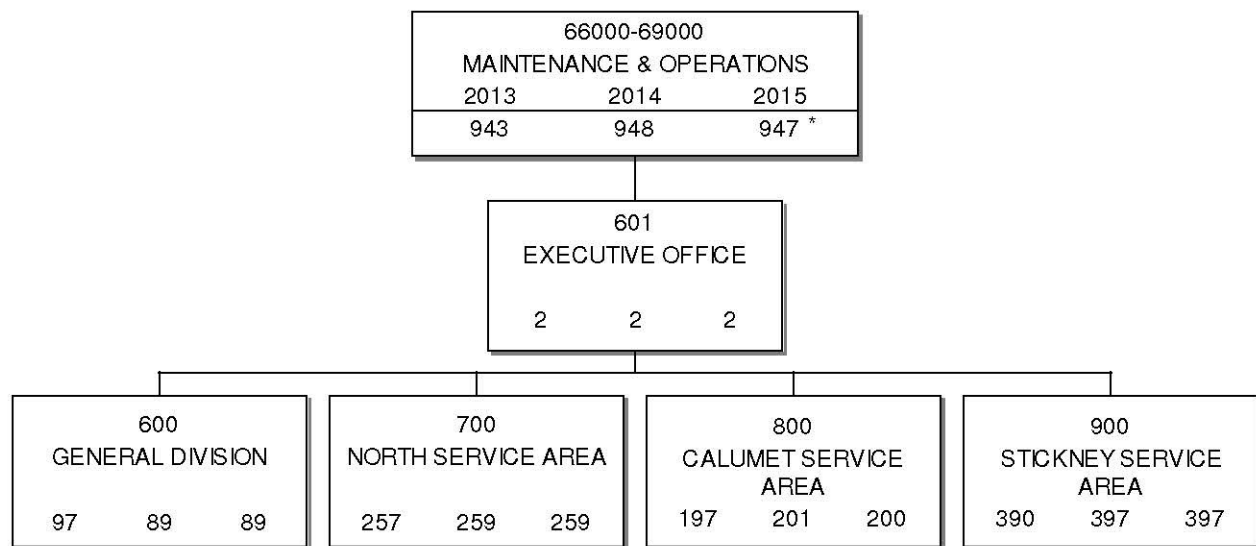 66000-69000
MAINTENANCE & OPERATIONS
2013 2014 2015
943 948 947 *
601
EXECUTIVE OFFICE
2 2 2
600
GENERAL DIVISION
97 89 89
700
NORTH SERVICE AREA
257 259 259
800
CALUMET SERVICE
AREA
197 201 200
900
STICKNEY SERVICE
AREA
390 397 397